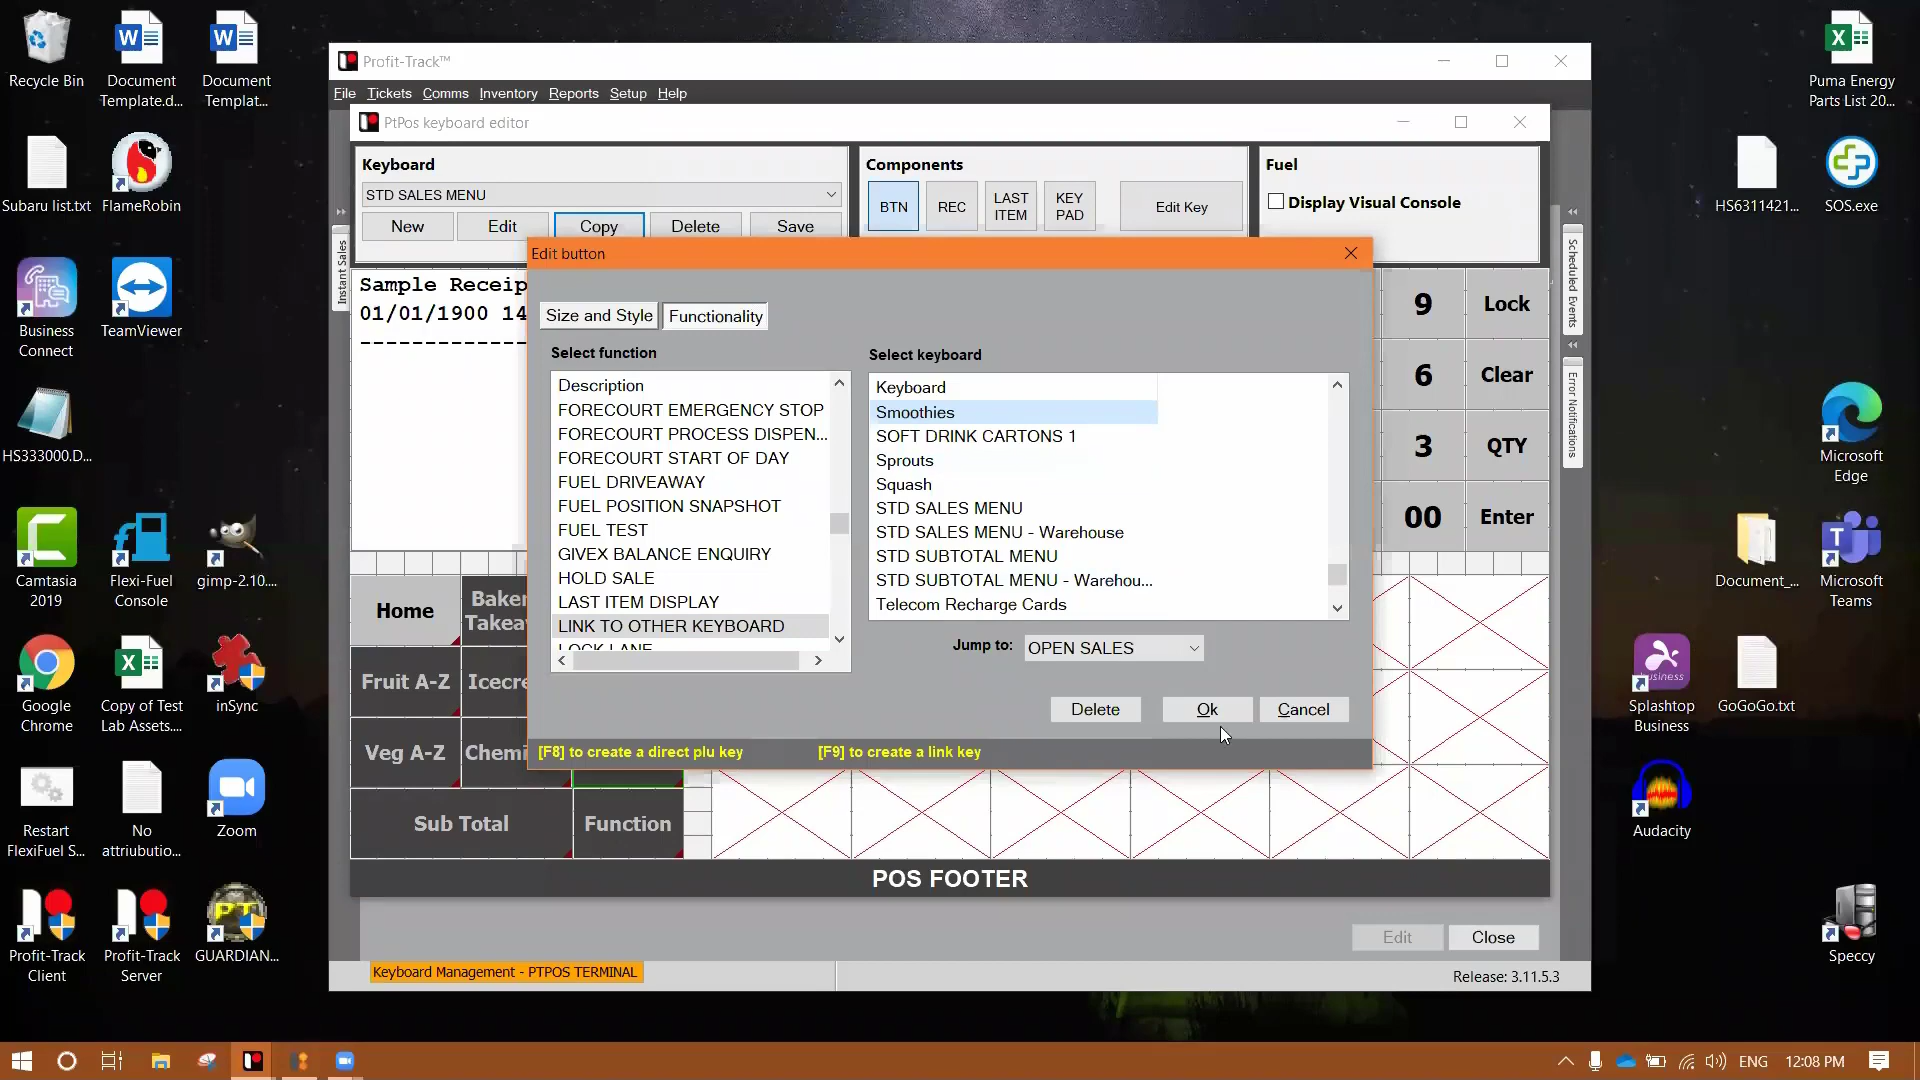 Recycle Bin
Document
Template.d...
Document
Templat...
Subaru list.txt
FlameRobin
Business
Connect
TeamViewer
HS333000.D...
Camtasia
2019
Flexi-Fuel
Console
gimp-2.10....
Google
Chrome
Copy of Test
Lab Assets....
inSync
Restart
FlexiFuel S...
No
attriubutio...
Zoom
Profit-Track
Client
Profit-Track
Server
GUARDIAN...
Profit-Track™
File Tickets Comms Inventory Reports Setup Help
PtPos keyboard editor
Keyboard
STD SALES MENU
New Edit Copy Delete Save
Components
BTN
REC
LAST
ITEM
KEY
PAD
Edit Key
Fuel
Display Visual Console
Instant Sales
Scheduled Events
Error Notifications
Sample Receip
01/01/1900 14
--------------
Edit button
Size and Style Functionality
Select function
Description
FORECOURT EMERGENCY STOP
FORECOURT PROCESS DISPEN...
FORECOURT START OF DAY
FUEL DRIVEAWAY
FUEL POSITION SNAPSHOT
FUEL TEST
GIVEX BALANCE ENQUIRY
HOLD SALE
LAST ITEM DISPLAY
LINK TO OTHER KEYBOARD
LOCK LANE
Select keyboard
Keyboard
Smoothies
SOFT DRINK CARTONS 1
Sprouts
Squash
STD SALES MENU
STD SALES MENU - Warehouse
STD SUBTOTAL MENU
STD SUBTOTAL MENU - Warehou...
Telecom Recharge Cards
Jump to: OPEN SALES
Delete Ok Cancel
[F8] to create a direct plu key [F9] to create a link key
9 Lock
6 Clear
3 QTY
00 Enter
Home
Baker
Takea
Fruit A-Z Icecre
Veg A-Z Chemi
Sub Total Function
POS FOOTER
Edit Close
Keyboard Management - PTPOS TERMINAL
Release: 3.11.5.3
Puma Energy
Parts List 20...
HS6311421...
SOS.exe
Microsoft
Edge
Document_...
Microsoft
Teams
business
Splashtop
Business
GoGoGo.txt
Audacity
Speccy
ENG 12:08 PM